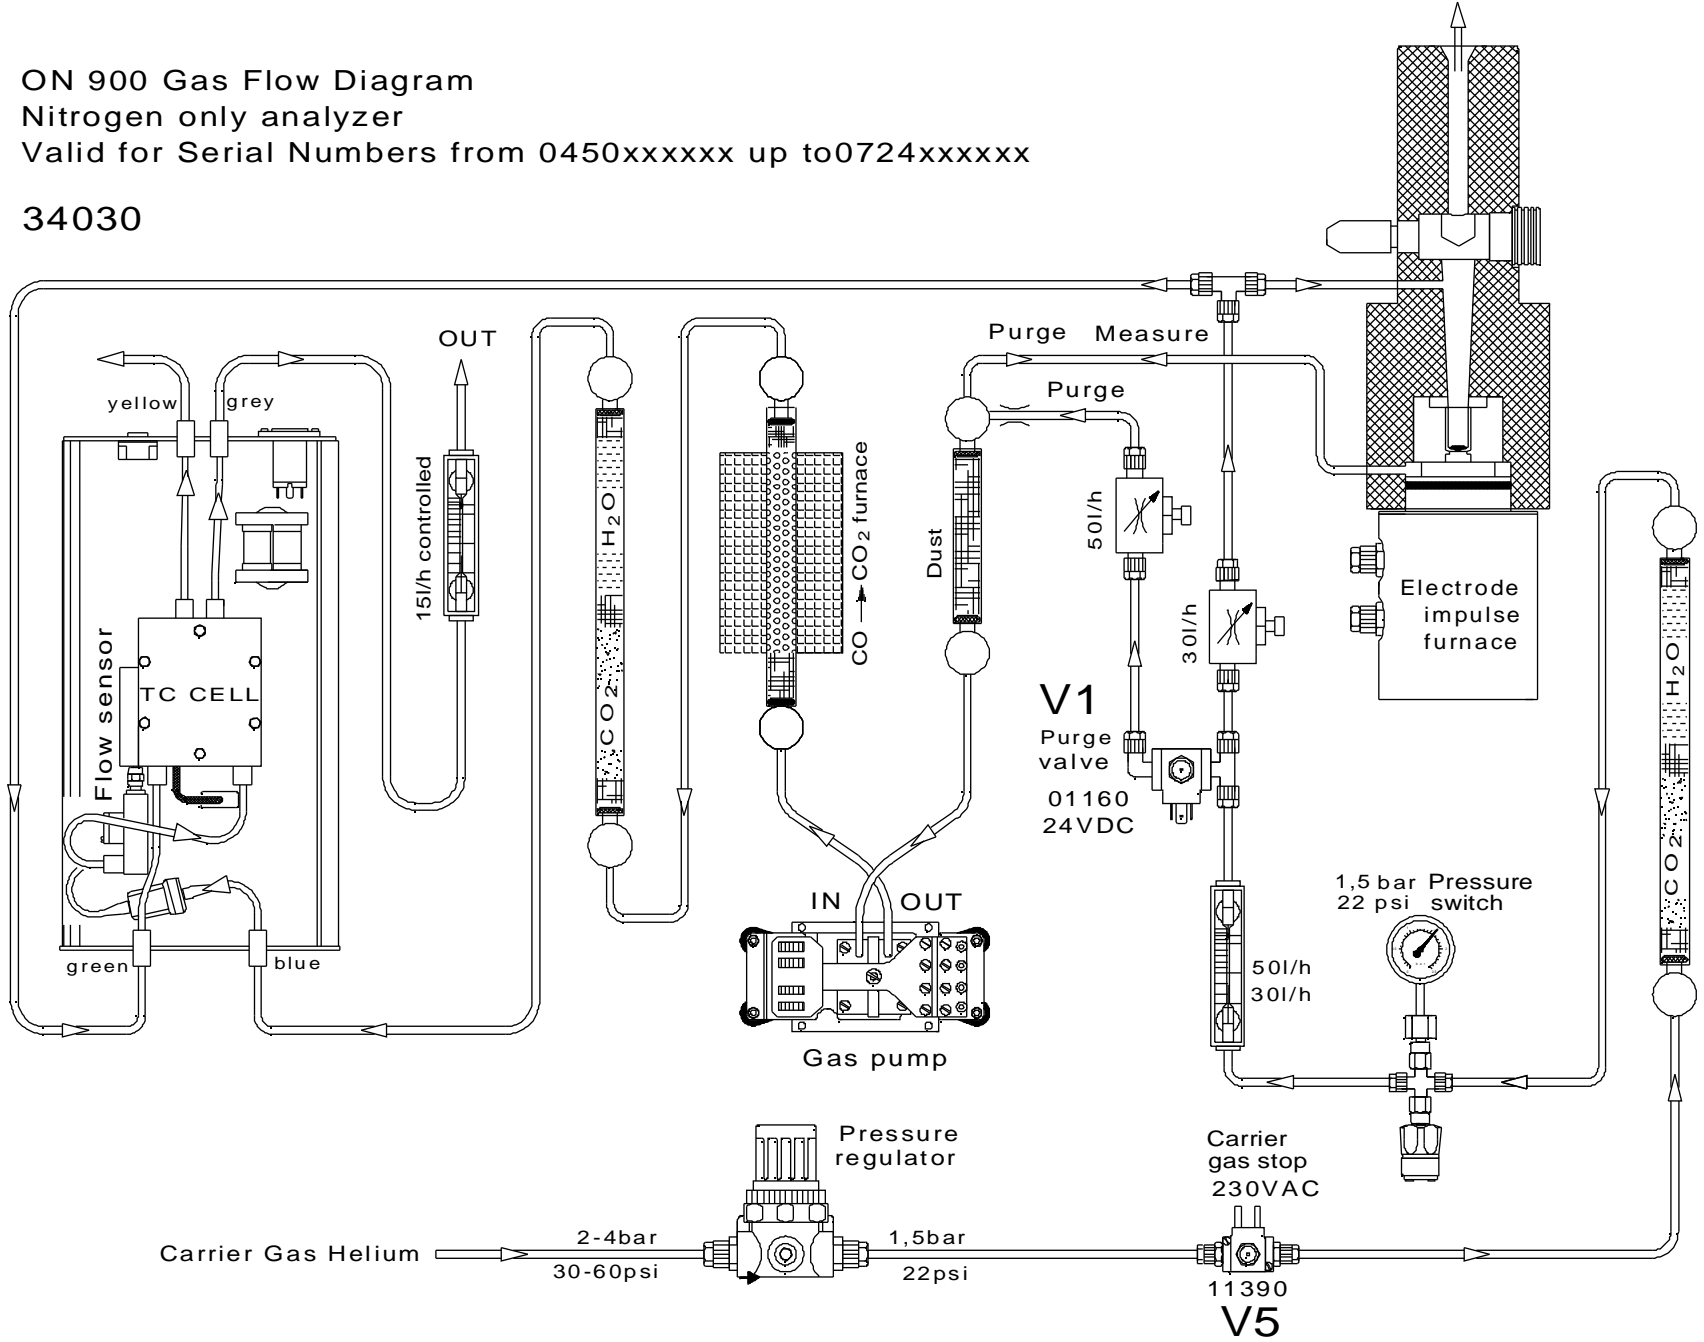 ON 900 Gas Flow Diagram
Nitrogen only analyzer
Valid for Serial Numbers from 0450xxxxxx up to0724xxxxxx
34030
OUT
Purge Measure
Purge
yellow
grey
15l/h controlled
H2O
CO2
CO → CO2 furnace
Dust
50l/h
30l/h
Electrode
impulse
furnace
H2O
CO2
Flow sensor
TC CELL
V1
Purge
valve
01160
24VDC
IN
OUT
1,5 bar Pressure
22 psi switch
green
blue
50l/h
30l/h
Gas pump
Pressure
regulator
Carrier
gas stop
230VAC
Carrier Gas Helium
2-4bar
30-60psi
1,5bar
22psi
11390
V5